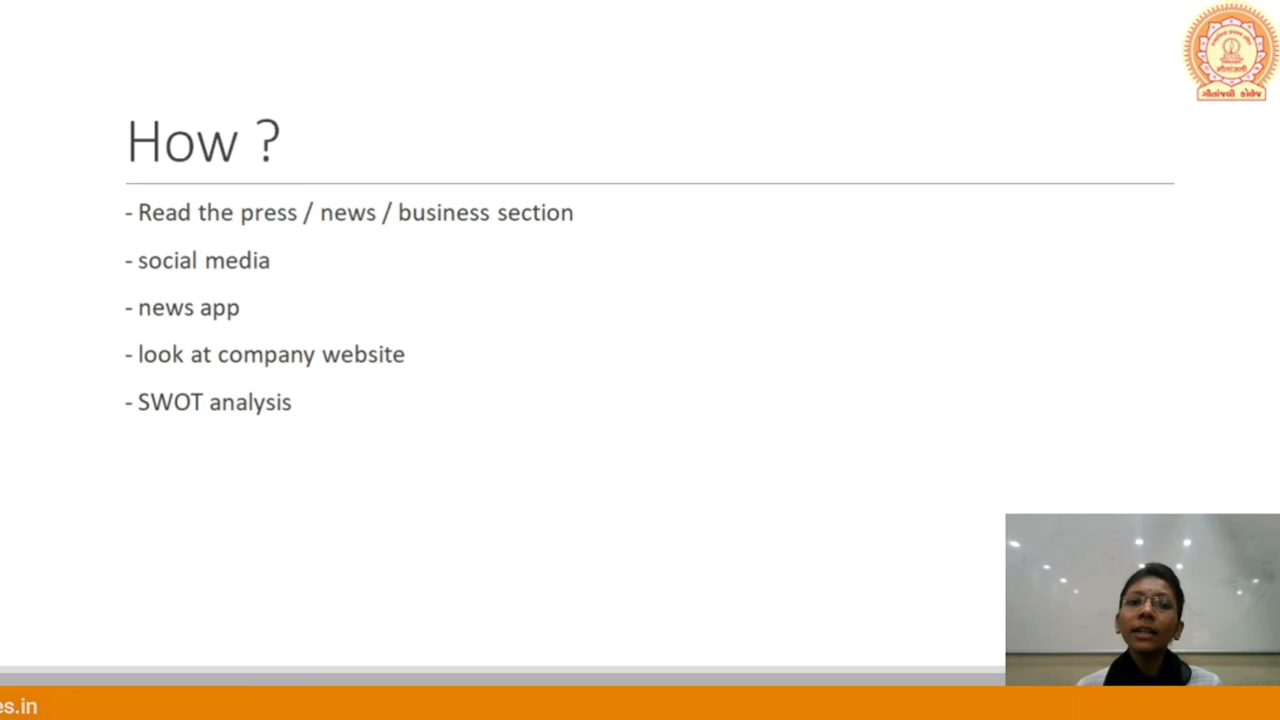 How ?
- Read the press / news / business section
- social media
- news app
- look at company website
- SWOT analysis
ગીતાંજલી કોલેજ
es.in